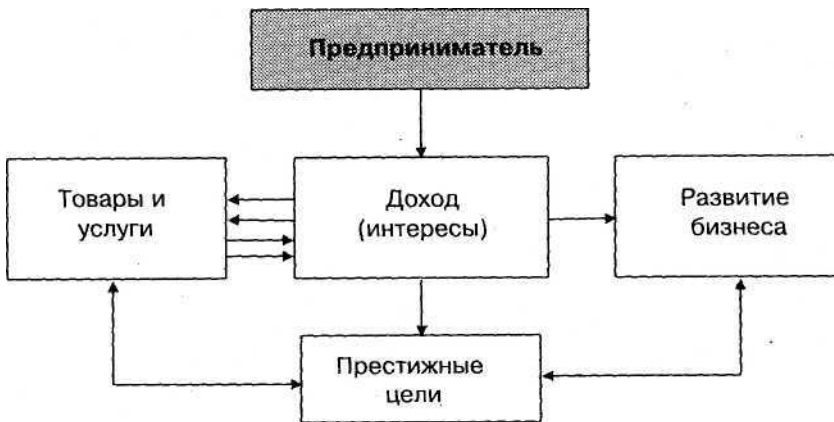 Предприниматель
Товары и
услуги
Доход
(интересы)
Развитие
бизнеса
Престижные
цели